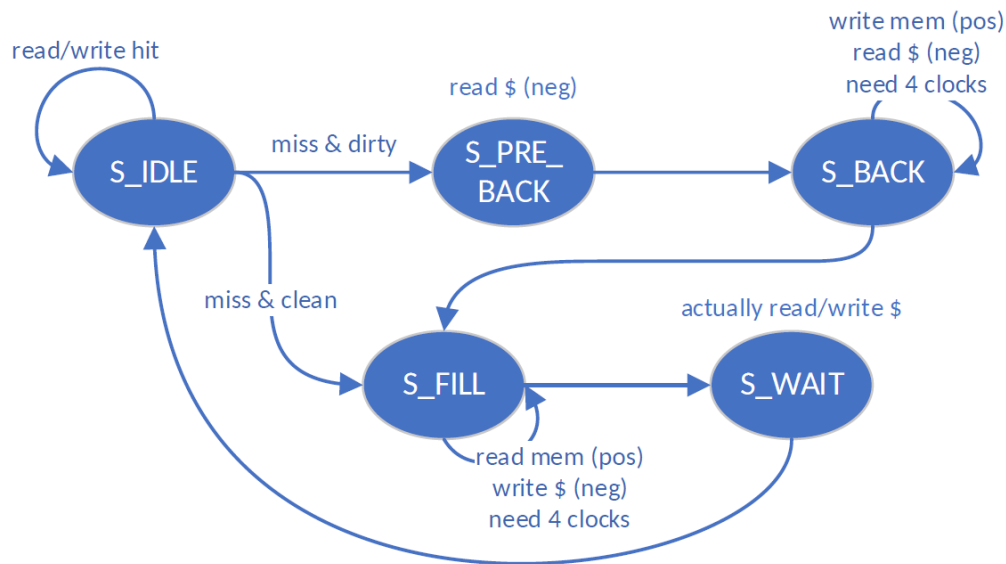 read/write hit
S_IDLE
miss & dirty
read $ (neg)
S_PRE_
BACK
write mem (pos)
read $ (neg)
need 4 clocks
S_BACK
miss & clean
S_FILL
read mem (pos)
write $ (neg)
need 4 clocks
actually read/write $
S_WAIT